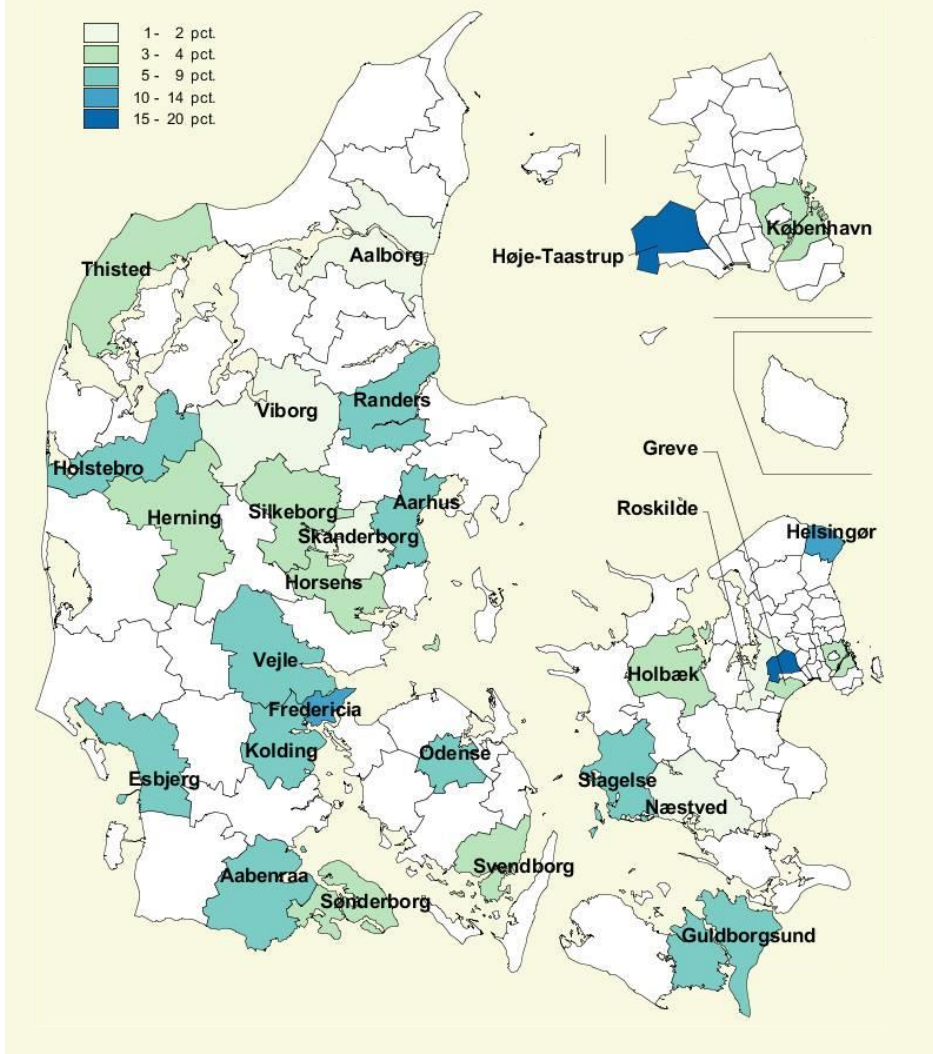 1 - 2 pct.
3 - 4 pct.
5 - 9 pct.
10 - 14 pct.
15 - 20 pct.
København
Høje-Taastrup
Thisted
Aalborg
Viborg
Randers
Greve
Holstebro
Roskilde
Herning
Silkeborg
Aarhus
Skanderborg
Helsingør
Horsens
Vejle
Holbæk
Fredericia
Kolding
Odense
Esbjerg
Slagelse
Næstved
Svendborg
Aabenraa
Sønderborg
Guldborgsund